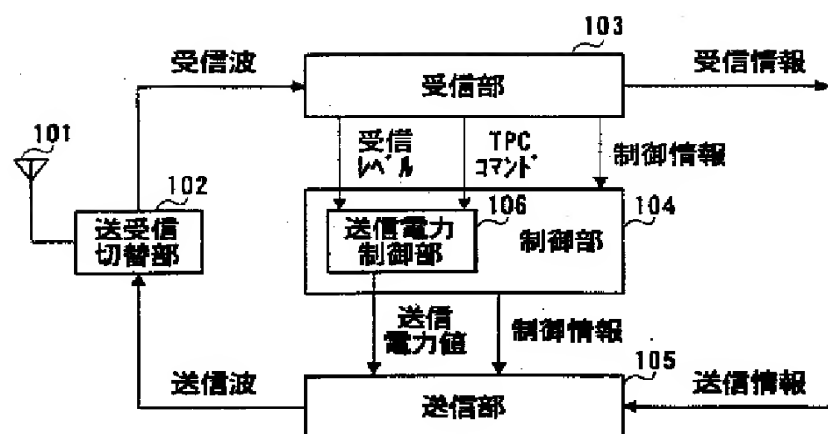 103
受信波
受信部
受信情報
101
受信
レベル
TPC
コマンド
制御情報
102
送受信
切替部
106
送信電力
制御部
104
制御部
送信
電力値
制御情報
105
送信波
送信部
送信情報